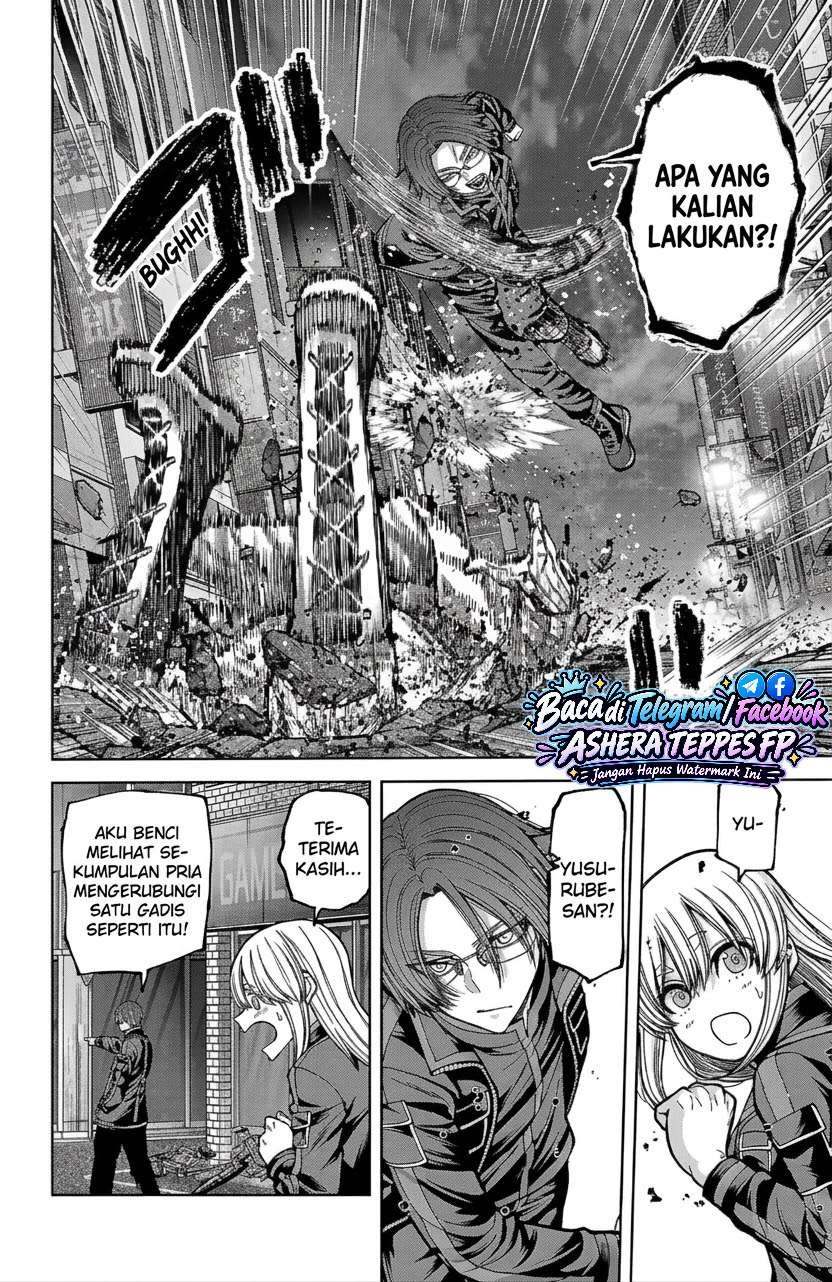 APA YANG
KALIAN
LAKUKAN?!
BUGHH!
Baca di Telegram/Facebook
ASHERA TEPPES FP
Jangan Hapus Watermark Ini
YU-
YUSU-
RUBE-
SAN?!
TE-
TERIMA
KASIH...
AKU BENCI
MELIHAT SE-
KUMPULAN PRIA
MENGERUBUNGI
SATU GADIS
SEPERTI ITU!
GAME